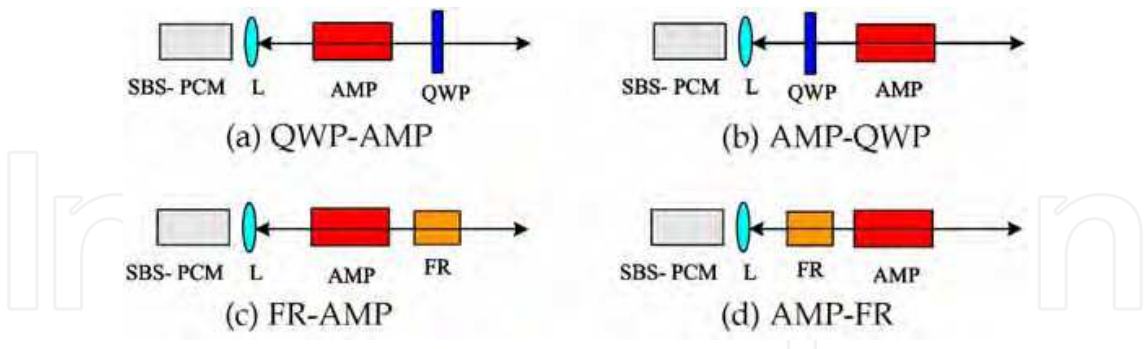 SBS- PCM L AMP QWP
(a) QWP-AMP
SBS- PCM L QWP AMP
(b) AMP-QWP
SBS- PCM L AMP FR
(c) FR-AMP
SBS- PCM L FR AMP
(d) AMP-FR